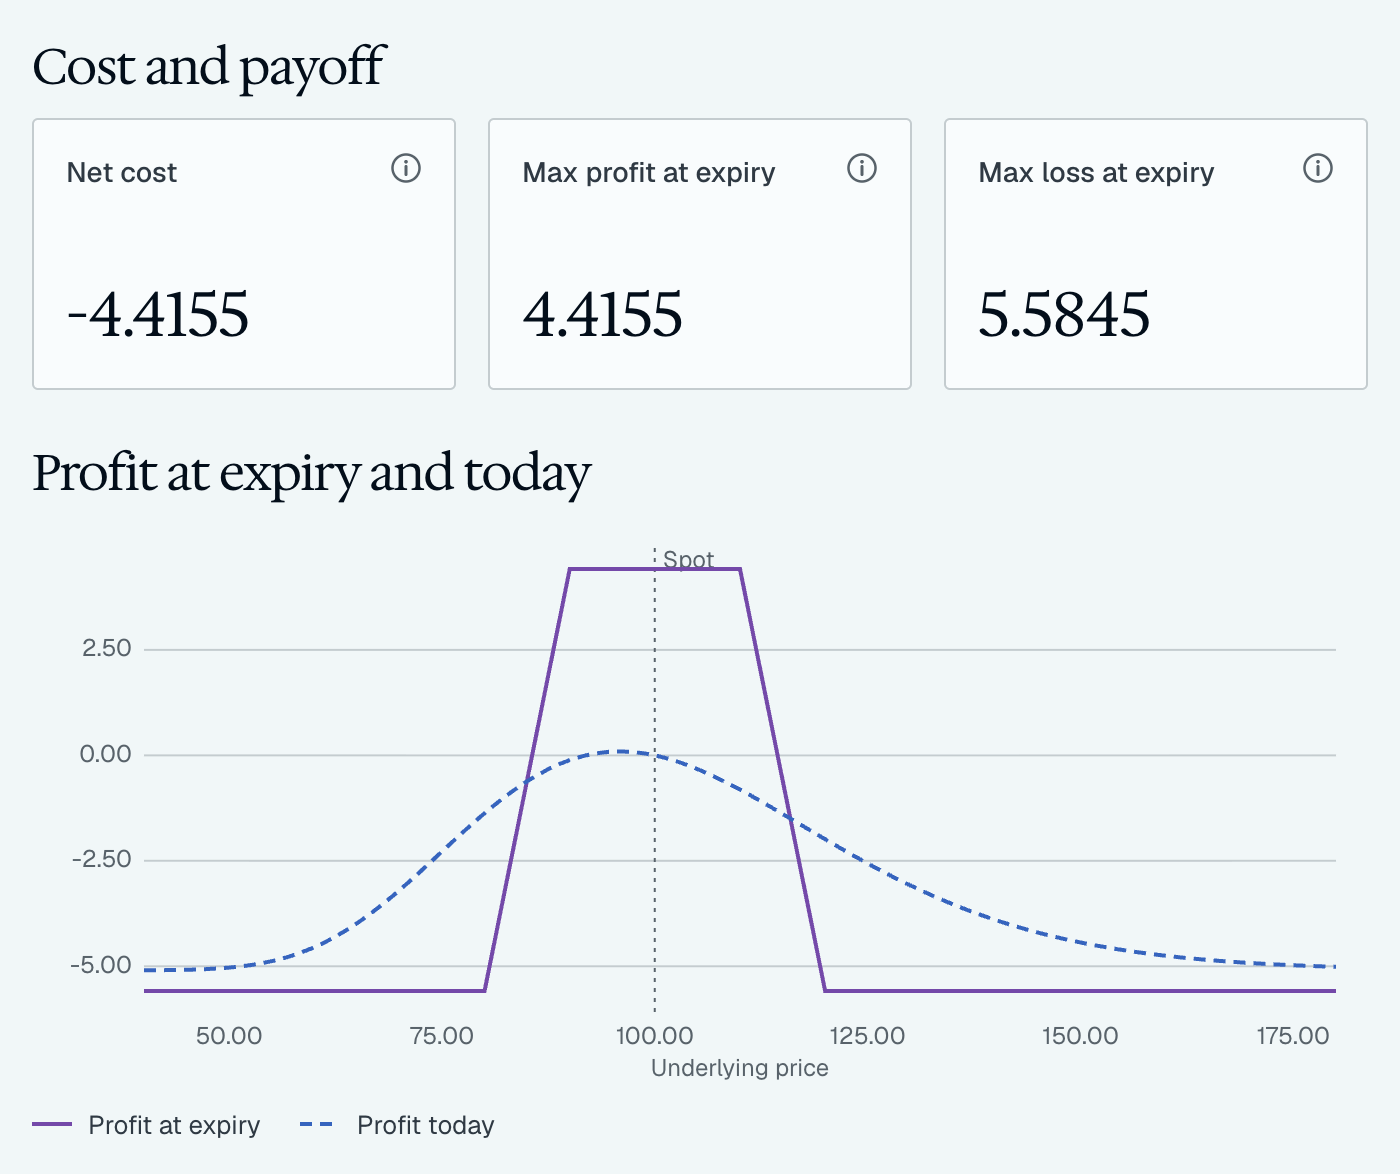 Cost and payoff
Net cost
Max profit at expiry
Max loss at expiry
-4.4155
4.4155
5.5845
Profit at expiry and today
Spot
2.50
0.00
-2.50
-5.00
50.00 75.00 100.00 125.00 150.00 175.00
Underlying price
Profit at expiry Profit today